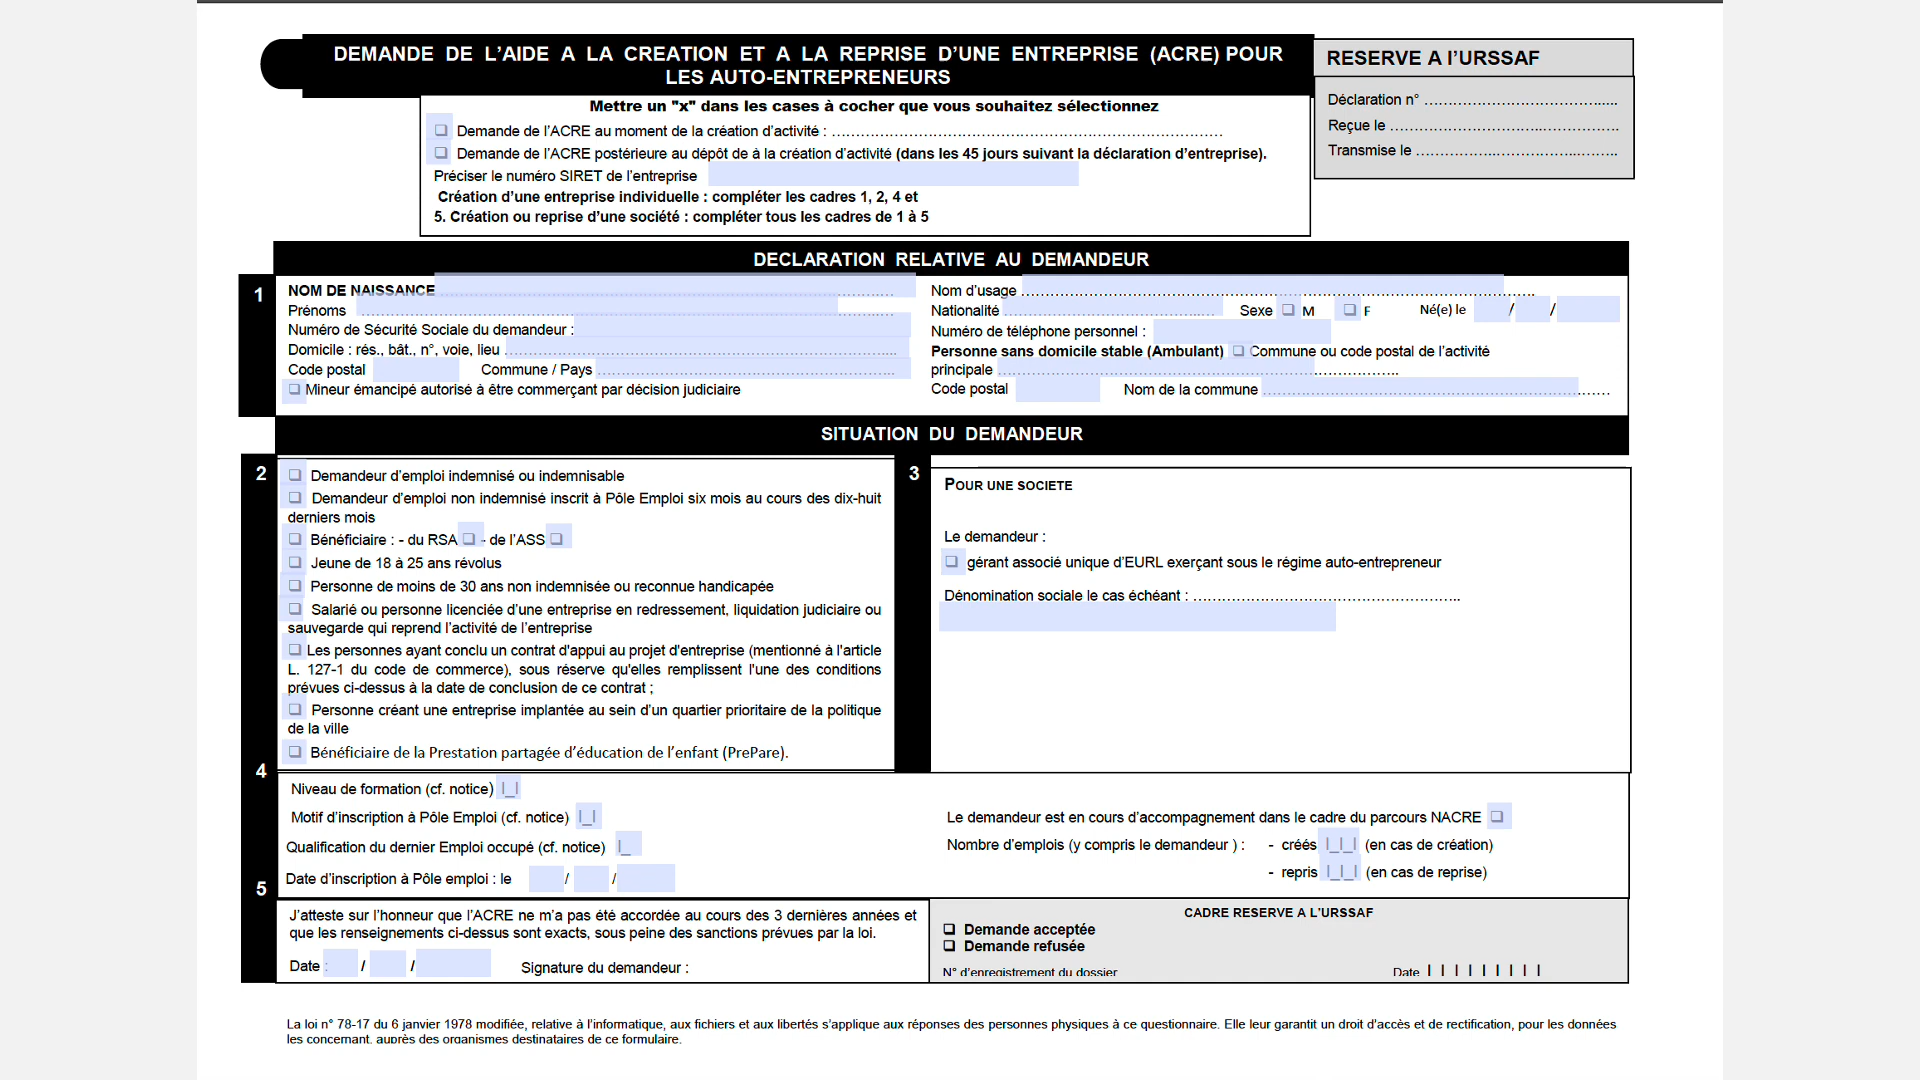 DEMANDE DE L'AIDE A LA CREATION ET A LA REPRISE D'UNE ENTREPRISE (ACRE) POUR
LES AUTO-ENTREPRENEURS
RESERVE A l'URSSAF
Déclaration n° ……………………………......
Reçue le …………………………..…………….
Transmise le ……………..……………..……..
Mettre un "x" dans les cases à cocher que vous souhaitez sélectionnez
❑ Demande de l'ACRE au moment de la création d'activité : ………………………………………………………………………
❑ Demande de l'ACRE postérieure au dépôt de à la création d'activité (dans les 45 jours suivant la déclaration d'entreprise).
Préciser le numéro SIRET de l'entreprise
Création d'une entreprise individuelle : compléter les cadres 1, 2, 4 et
5. Création ou reprise d'une société : compléter tous les cadres de 1 à 5
DECLARATION RELATIVE AU DEMANDEUR
1
NOM DE NAISSANCE……………………………………………………………
Prénoms ……………………………………………………………………
Numéro de Sécurité Sociale du demandeur :
Domicile : rés., bât., n°, voie, lieu ………………………………………………...
Code postal Commune / Pays ………………………………………………..
❑ Mineur émancipé autorisé à être commerçant par décision judiciaire
Nom d'usage ………………………………………………………………………………
Nationalité …………………………………… Sexe ❑ M ❑ F Né(e) le / /
Numéro de téléphone personnel :
Personne sans domicile stable (Ambulant) ❑ Commune ou code postal de l'activité
principale ……………………………………………………………………..
Code postal Nom de la commune ………………………………………………………………
SITUATION DU DEMANDEUR
2
❑ Demandeur d'emploi indemnisé ou indemnisable
❑ Demandeur d'emploi non indemnisé inscrit à Pôle Emploi six mois au cours des dix-huit
derniers mois
❑ Bénéficiaire : - du RSA ❑ - de l'ASS ❑
❑ Jeune de 18 à 25 ans révolus
❑ Personne de moins de 30 ans non indemnisée ou reconnue handicapée
❑ Salarié ou personne licenciée d'une entreprise en redressement, liquidation judiciaire ou
sauvegarde qui reprend l'activité de l'entreprise
❑ Les personnes ayant conclu un contrat d'appui au projet d'entreprise (mentionné à l'article
L. 127-1 du code de commerce), sous réserve qu'elles remplissent l'une des conditions
prévues ci-dessus à la date de conclusion de ce contrat ;
❑ Personne créant une entreprise implantée au sein d'un quartier prioritaire de la politique
de la ville
❑ Bénéficiaire de la Prestation partagée d'éducation de l'enfant (PrePare).
3
POUR UNE SOCIETE
Le demandeur :
❑ gérant associé unique d'EURL exerçant sous le régime auto-entrepreneur
Dénomination sociale le cas échéant : ………………………………………………..
4
Niveau de formation (cf. notice) |_|
Motif d'inscription à Pôle Emploi (cf. notice) |_|
Qualification du dernier Emploi occupé (cf. notice) |_
Date d'inscription à Pôle emploi : le / /
Le demandeur est en cours d'accompagnement dans le cadre du parcours NACRE ❑
Nombre d'emplois (y compris le demandeur ) : - créés |_|_| (en cas de création)
- repris |_|_| (en cas de reprise)
5
J'atteste sur l'honneur que l'ACRE ne m'a pas été accordée au cours des 3 dernières années et
que les renseignements ci-dessus sont exacts, sous peine des sanctions prévues par la loi.
Date : / / Signature du demandeur :
CADRE RESERVE A L'URSSAF
❑ Demande acceptée
❑ Demande refusée
N° d'enregistrement du dossier Date | | | | | | | | |
La loi n° 78-17 du 6 janvier 1978 modifiée, relative à l'informatique, aux fichiers et aux libertés s'applique aux réponses des personnes physiques à ce questionnaire. Elle leur garantit un droit d'accès et de rectification, pour les données
les concernant, auprès des organismes destinataires de ce formulaire.